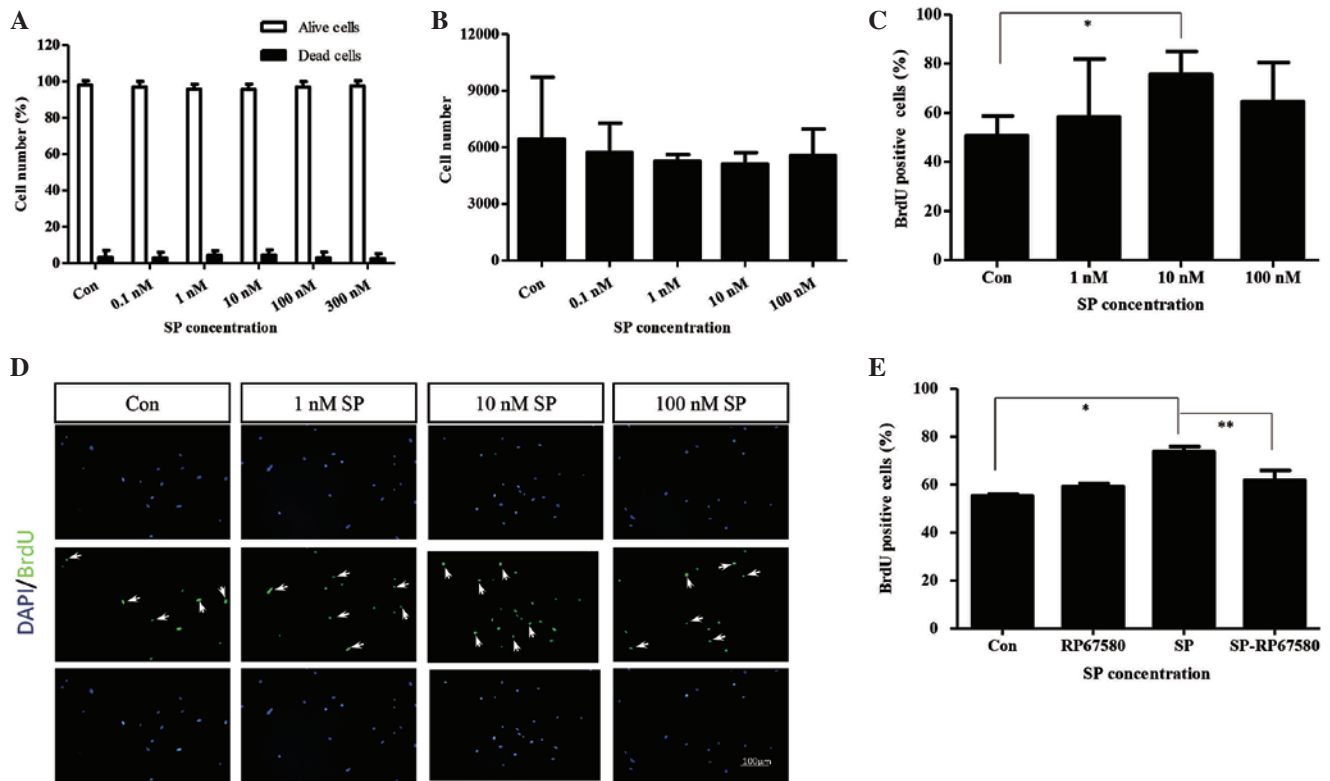 A
Alive cells
Dead cells
120
100
80
60
40
20
0
Cell number (%)
Con
0.1 nM
1 nM
10 nM
100 nM
300 nM
SP concentration
B
12000
9000
6000
3000
0
Cell number
Con
0.1 nM
1 nM
10 nM
100 nM
SP concentration
C
100
80
60
40
20
0
BrdU positive cells (%)
*
Con
1 nM
10 nM
100 nM
SP concentration
D
Con
1 nM SP
10 nM SP
100 nM SP
DAPI/BrdU
100μm
E
100
80
60
40
20
0
BrdU positive cells (%)
*
**
Con
RP67580
SP
SP-RP67580
SP concentration